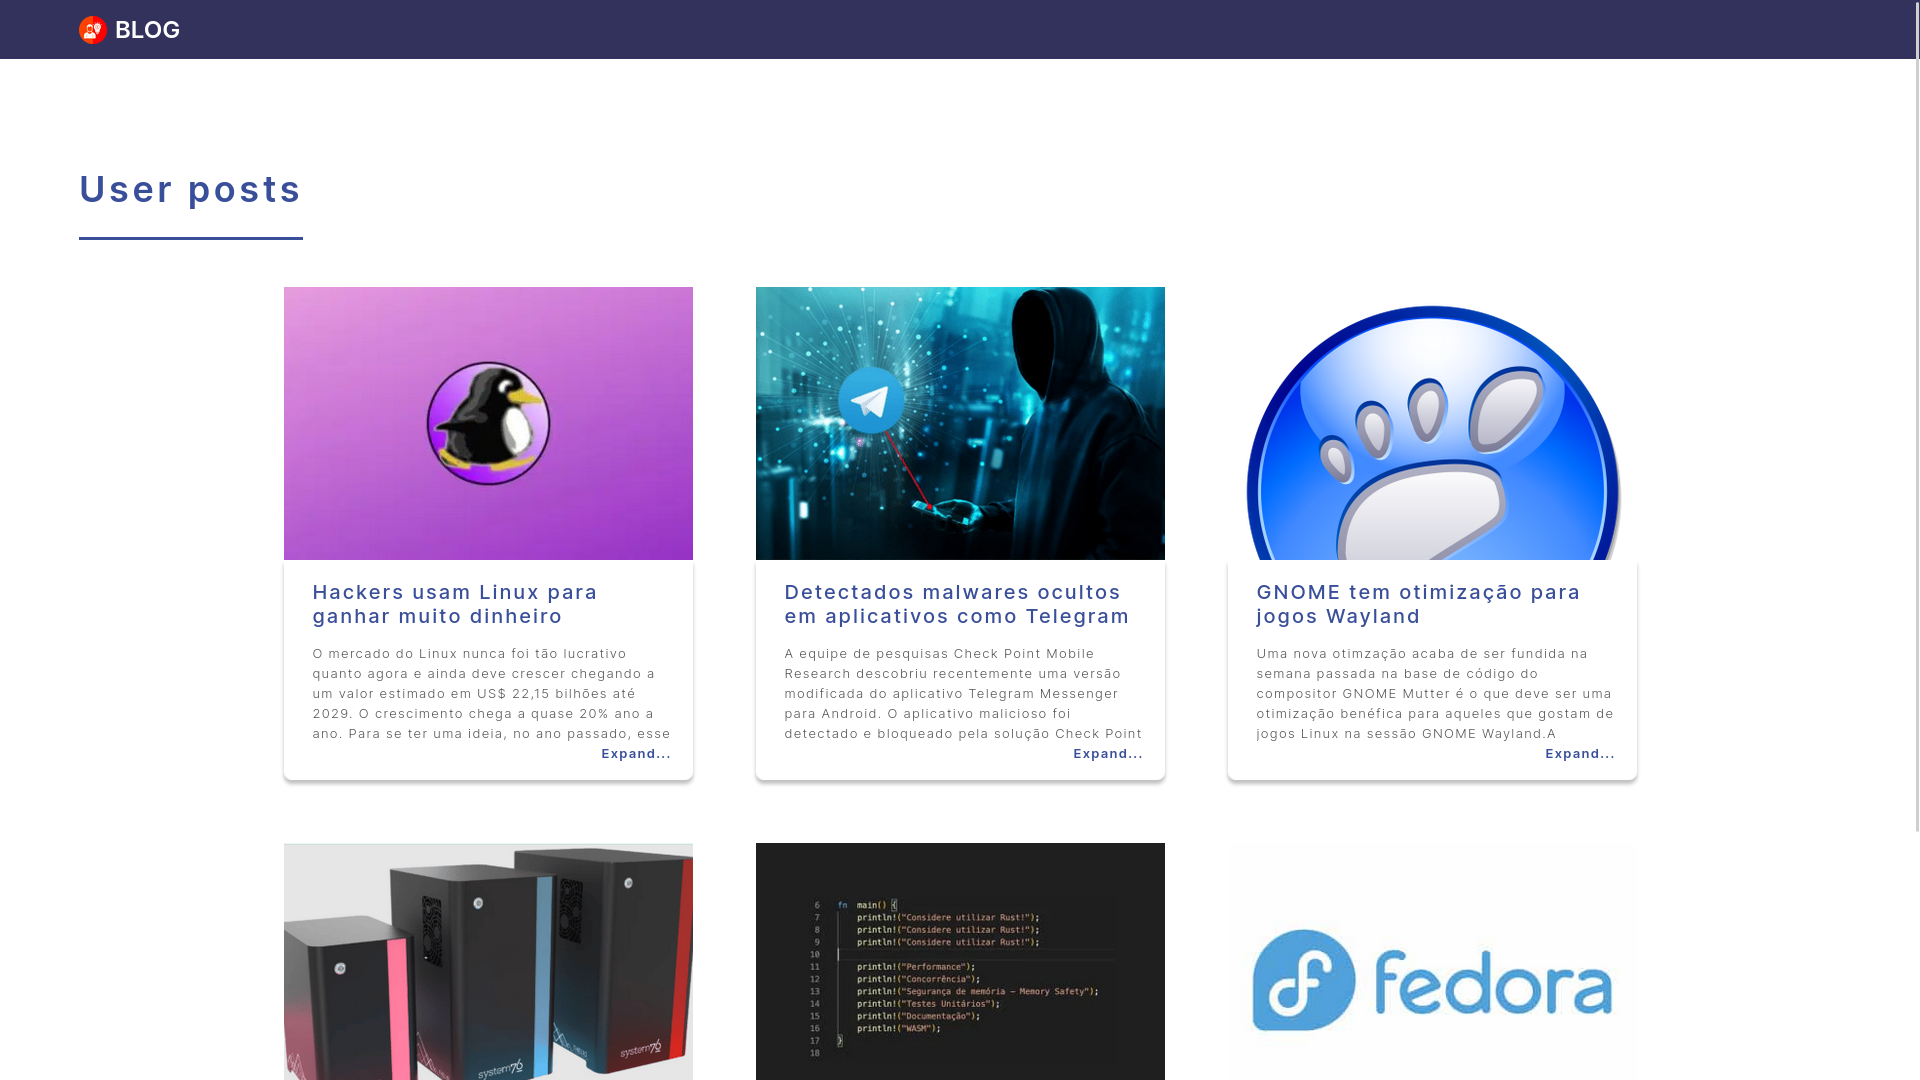 BLOG
User posts
Hackers usam Linux para
ganhar muito dinheiro
O mercado do Linux nunca foi tão lucrativo
quanto agora e ainda deve crescer chegando a
um valor estimado em US$ 22,15 bilhões até
2029. O crescimento chega a quase 20% ano a
ano. Para se ter uma ideia, no ano passado, esse
Expand...
Detectados malwares ocultos
em aplicativos como Telegram
A equipe de pesquisas Check Point Mobile
Research descobriu recentemente uma versão
modificada do aplicativo Telegram Messenger
para Android. O aplicativo malicioso foi
detectado e bloqueado pela solução Check Point
Expand...
GNOME tem otimização para
jogos Wayland
Uma nova otimzação acaba de ser fundida na
semana passada na base de código do
compositor GNOME Mutter é o que deve ser uma
otimização benéfica para aqueles que gostam de
jogos Linux na sessão GNOME Wayland.A
Expand...
system76
system76
6 fn main() {
7 println!("Considere utilizar Rust!");
8 println!("Considere utilizar Rust!");
9 println!("Considere utilizar Rust!");
10
11 println!("Performance");
12 println!("Concorrência");
13 println!("Segurança de memória – Memory Safety");
14 println!("Testes Unitários");
15 println!("Documentação");
16 println!("WASM");
17 }
18
fedora